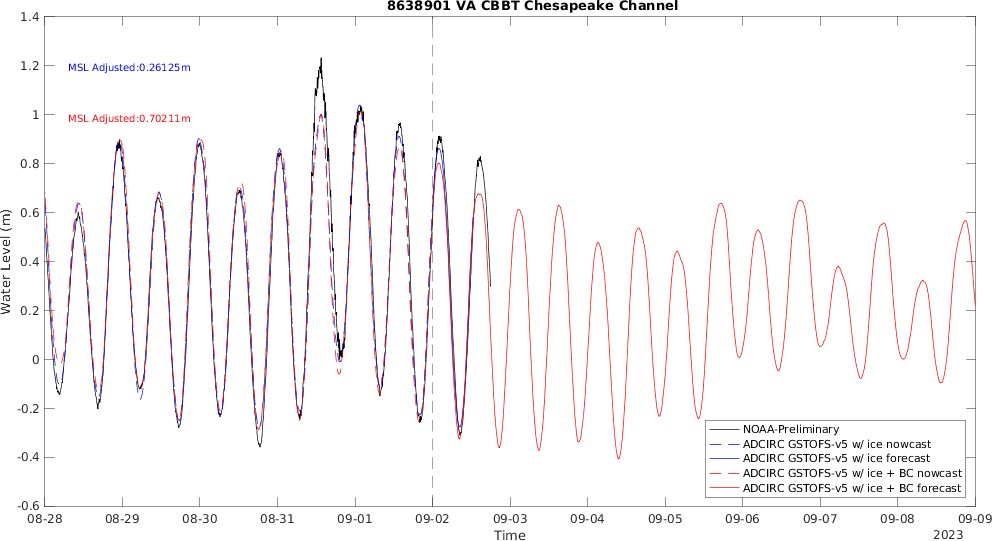 8638901 VA CBBT Chesapeake Channel
1.4
1.2
1
0.8
0.6
0.4
0.2
0
-0.2
-0.4
-0.6
Water Level (m)
MSL Adjusted:0.26125m
MSL Adjusted:0.70211m
NOAA-Preliminary
ADCIRC GSTOFS-v5 w/ ice nowcast
ADCIRC GSTOFS-v5 w/ ice forecast
ADCIRC GSTOFS-v5 w/ ice + BC nowcast
ADCIRC GSTOFS-v5 w/ ice + BC forecast
08-28 08-29 08-30 08-31 09-01 09-02 09-03 09-04 09-05 09-06 09-07 09-08 09-09
Time
2023